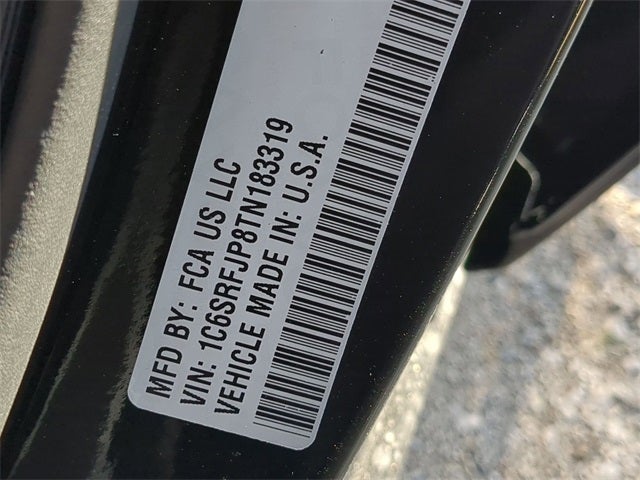 MFD BY: FCA US LLC
VIN: 1C6SRFJP8TN183319
VEHICLE MADE IN: U.S.A.